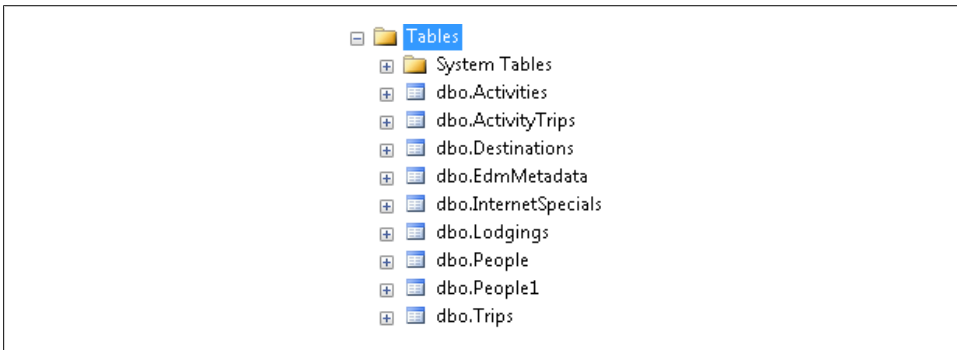 Tables
System Tables
dbo.Activities
dbo.ActivityTrips
dbo.Destinations
dbo.EdmMetadata
dbo.InternetSpecials
dbo.Lodgings
dbo.People
dbo.People1
dbo.Trips